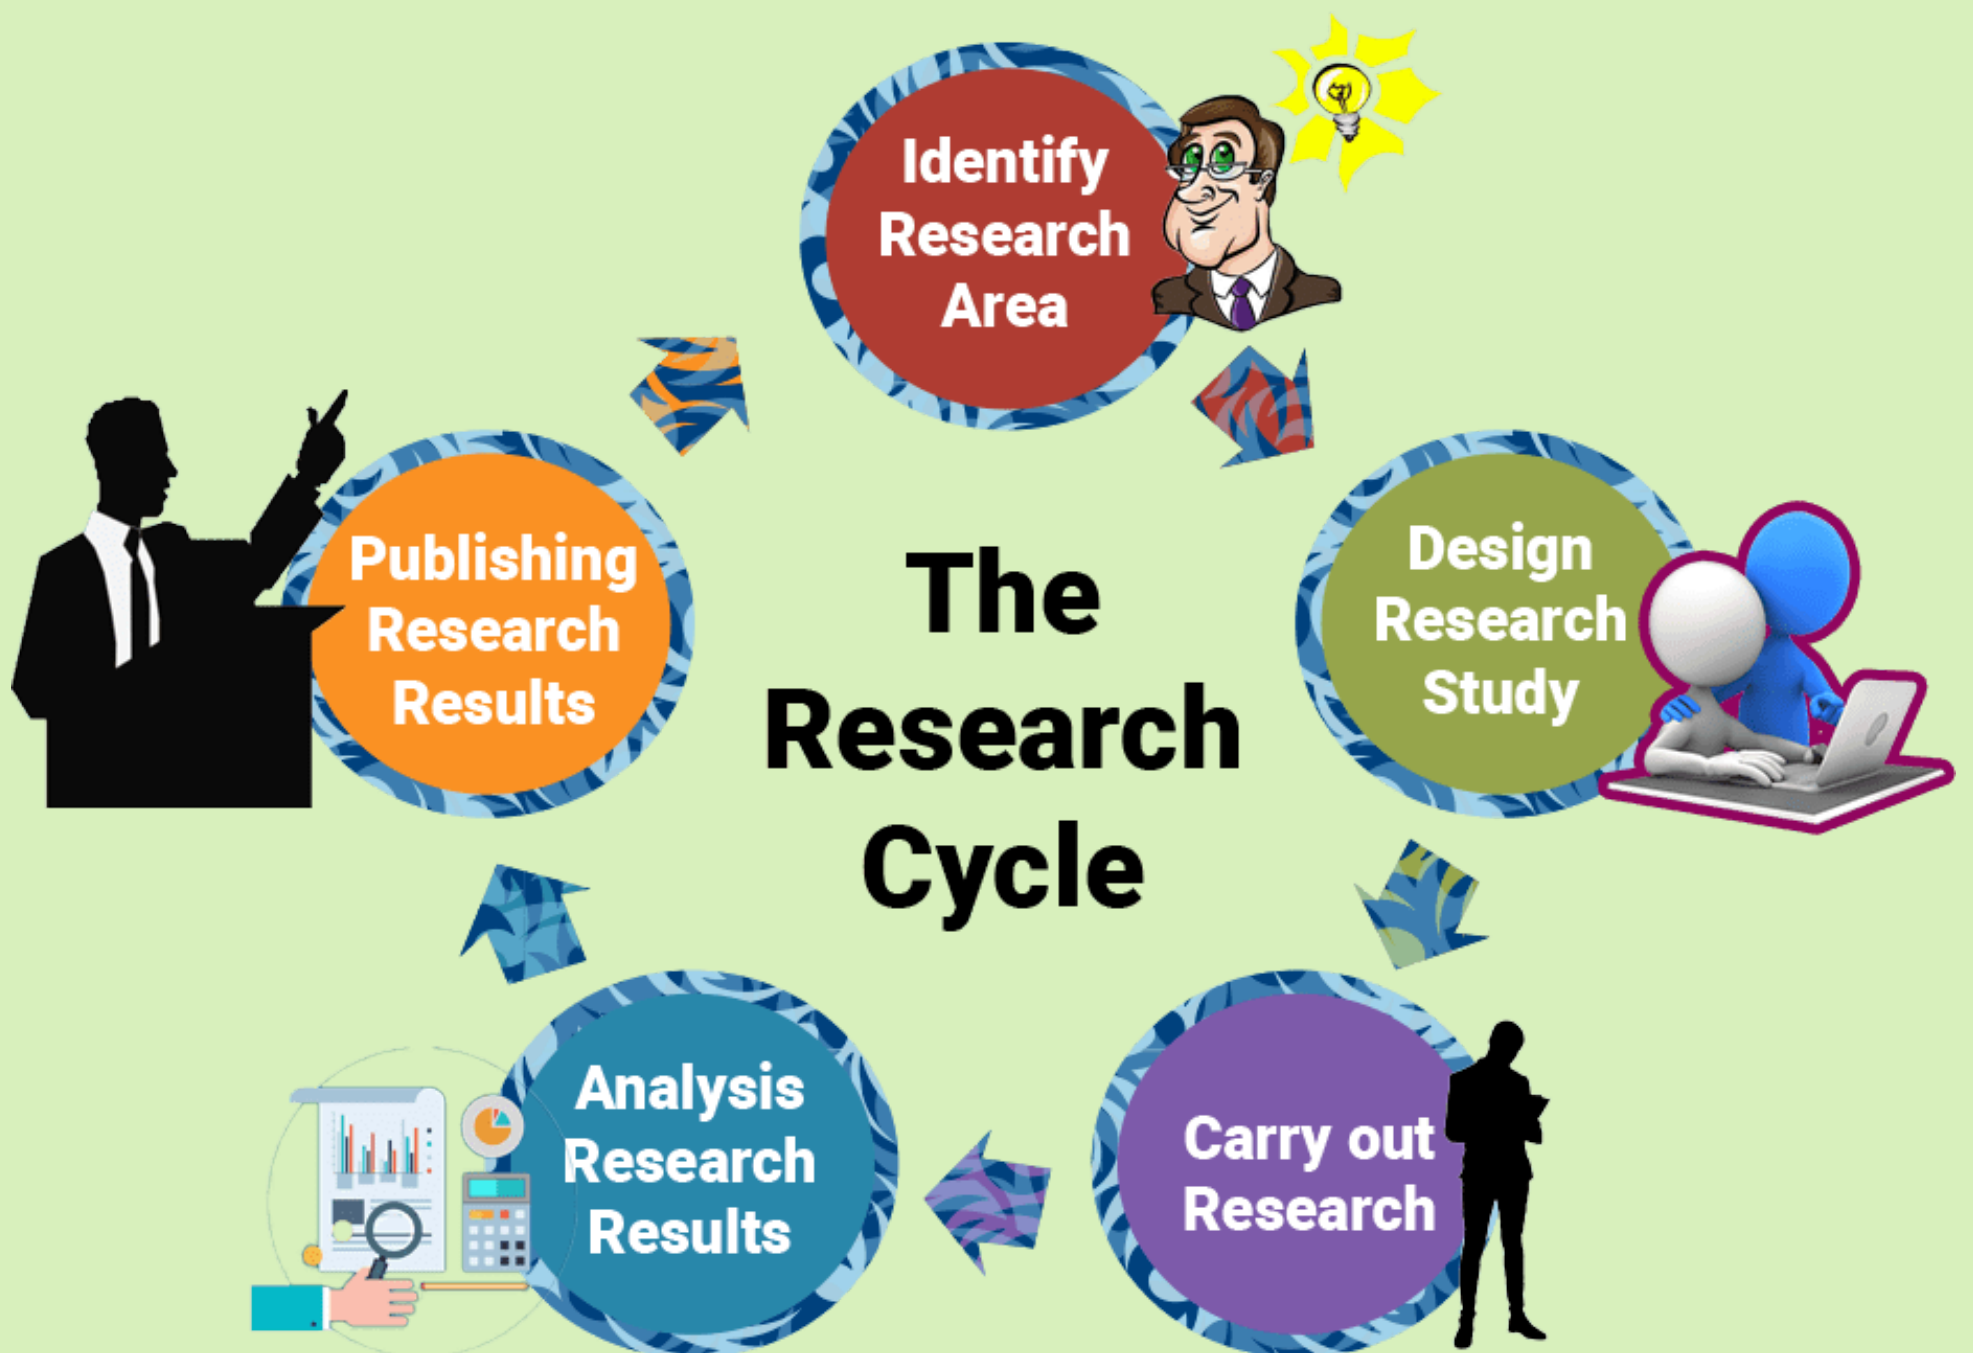 Identify
Research
Area
Design
Research
Study
Carry out
Research
Analysis
Research
Results
Publishing
Research
Results
The
Research
Cycle